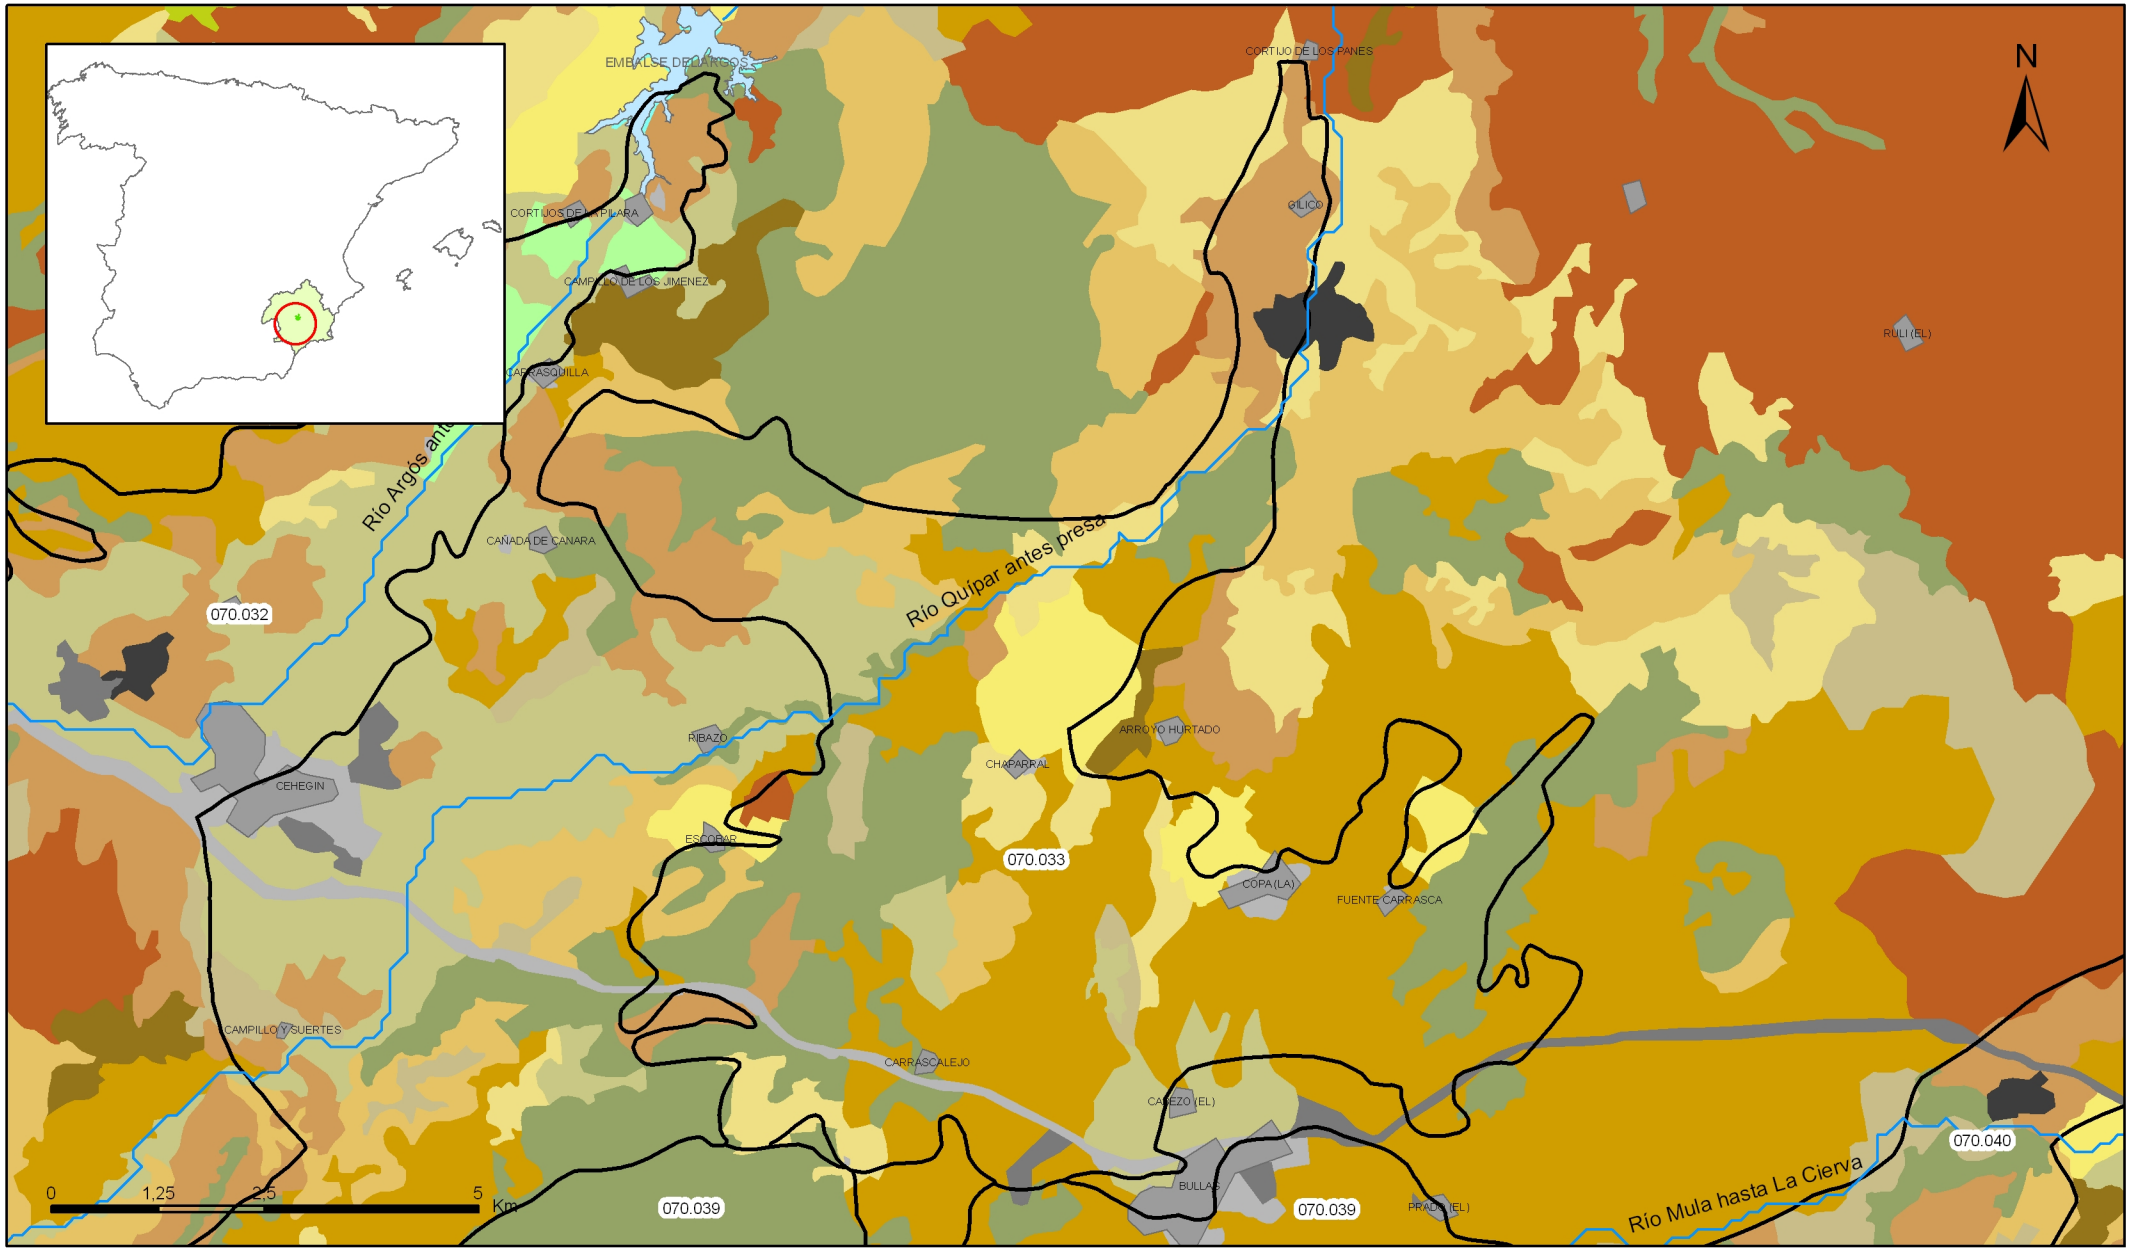 EMBALSE DEL ARGOS
CORTIJO DE LOS PANES
N
CORTIJOS DE LA PILARA
GILICO
CAMPILLO DE LOS JIMENEZ
RULI (EL)
CARRASQUILLA
Río Argós ante
CAÑADA DE CANARA
Río Quípar antes presa
070.032
ARROYO HURTADO
RIBAZO
CHAPARRAL
CEHEGIN
ESCOBAR
070.033
COPA (LA)
FUENTE CARRASCA
CAMPILLO Y SUERTES
CARRASCALEJO
CABEZO (EL)
070.040
BULLAS
Río Mula hasta La Cierva
0 1,25 2,5 5
Km
070.039
070.039
PRADO (EL)